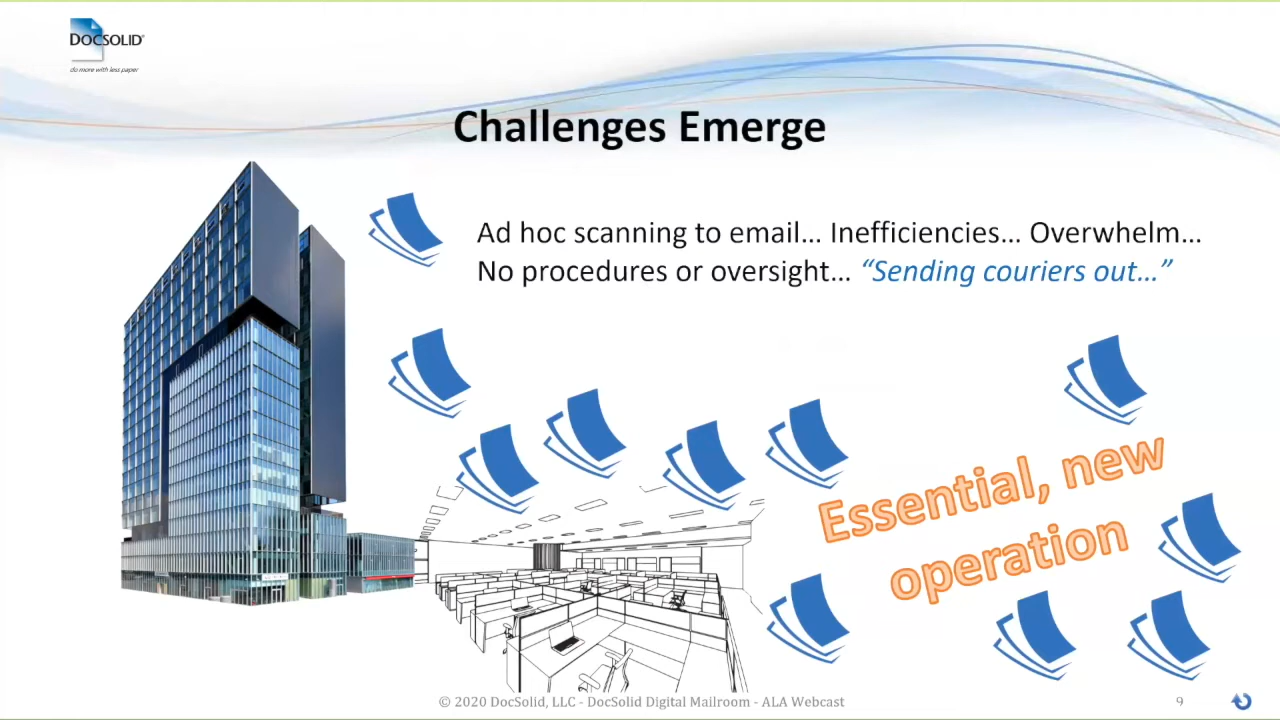 DOCSOLID®
do more with less paper
Challenges Emerge
Ad hoc scanning to email... Inefficiencies... Overwhelm...
No procedures or oversight... “Sending couriers out...”
Essential, new
operation
© 2020 DocSolid, LLC - DocSolid Digital Mailroom - ALA Webcast
9